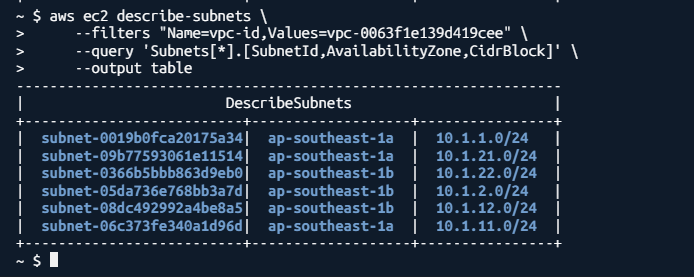 ~ $ aws ec2 describe-subnets \
>     --filters "Name=vpc-id,Values=vpc-0063f1e139d419cee" \
>     --query 'Subnets[*].[SubnetId,AvailabilityZone,CidrBlock]' \
>     --output table
-------------------------------------------------------------
|                      DescribeSubnets                      |
+---------------------------+------------------+---------------+
|  subnet-0019b0fca20175a34|  ap-southeast-1a  |  10.1.1.0/24   |
|  subnet-09b77593061e11514|  ap-southeast-1a  |  10.1.21.0/24  |
|  subnet-0366b5bbb863d9eb0|  ap-southeast-1b  |  10.1.22.0/24  |
|  subnet-05da736e768bb3a7d|  ap-southeast-1b  |  10.1.2.0/24   |
|  subnet-08dc492992a4be8a5|  ap-southeast-1b  |  10.1.12.0/24  |
|  subnet-06c373fe340a1d96d|  ap-southeast-1a  |  10.1.11.0/24  |
+---------------------------+------------------+---------------+
~ $